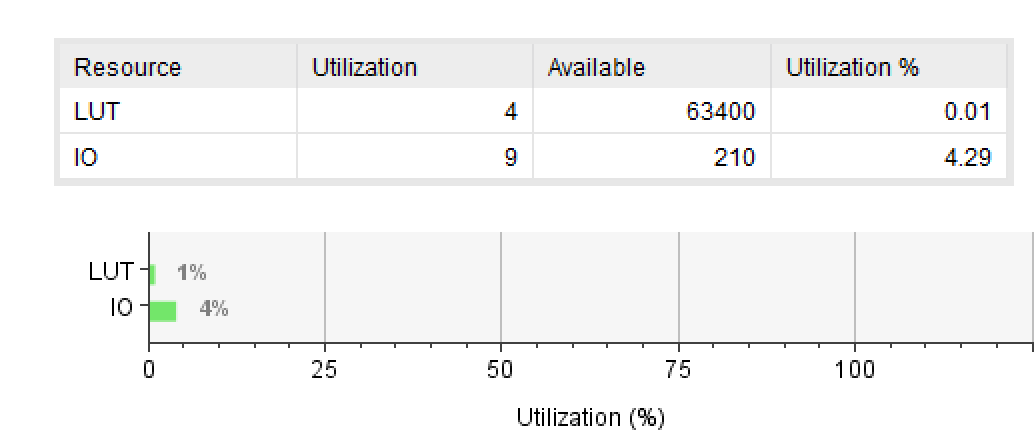 Resource Utilization Available Utilization %
LUT 4 63400 0.01
IO 9 210 4.29
LUT 1%
IO 4%
0 25 50 75 100
Utilization (%)